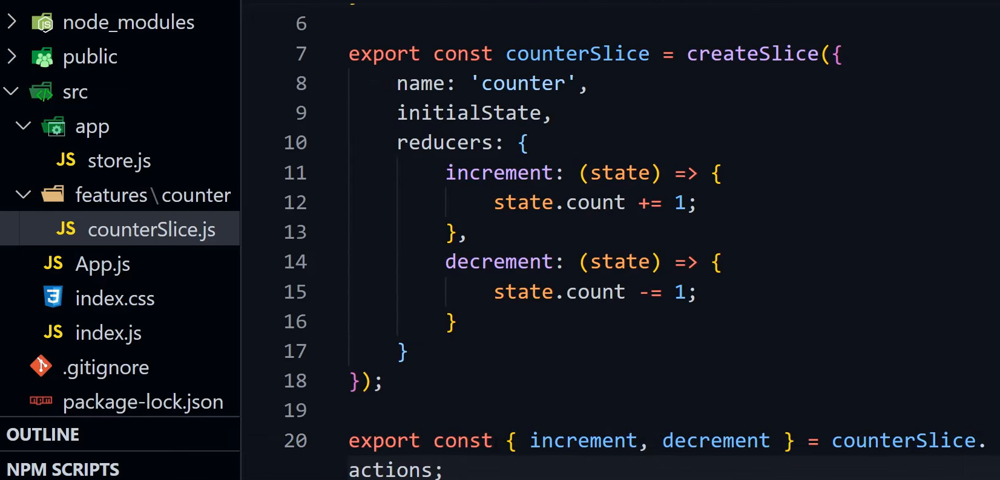 node_modules
public
src
app
JS store.js
features\counter
JS counterSlice.js
JS App.js
index.css
JS index.js
.gitignore
npm package-lock.json
OUTLINE
NPM SCRIPTS
6
7 export const counterSlice = createSlice({
8 name: 'counter',
9 initialState,
10 reducers: {
11 increment: (state) => {
12 state.count += 1;
13 },
14 decrement: (state) => {
15 state.count -= 1;
16 }
17 }
18 });
19
20 export const { increment, decrement } = counterSlice.
actions;